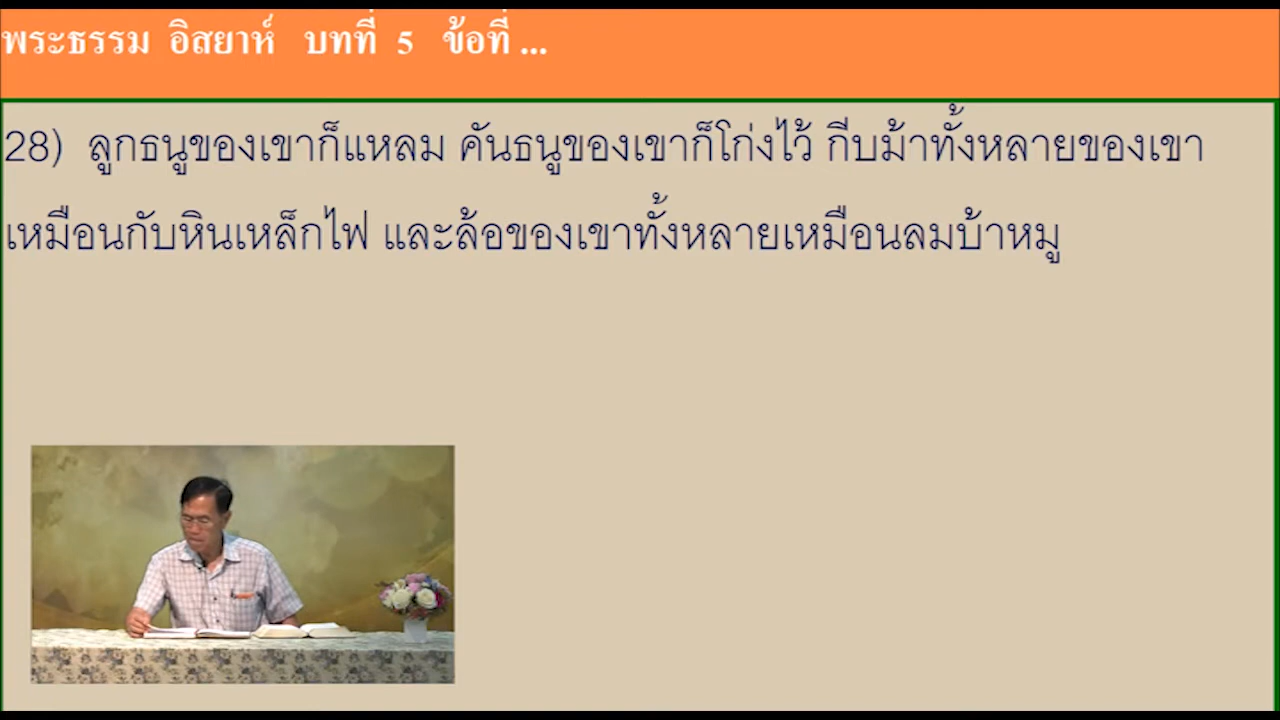 พระธรรม อิสยาห์ บทที่ 5 ข้อที่ ...
28) ลูกธนูของเขาก็แหลม คันธนูของเขาก็โก่งไว้ กีบม้าทั้งหลายของเขา
เหมือนกับหินเหล็กไฟ และล้อของเขาทั้งหลายเหมือนลมบ้าหมู